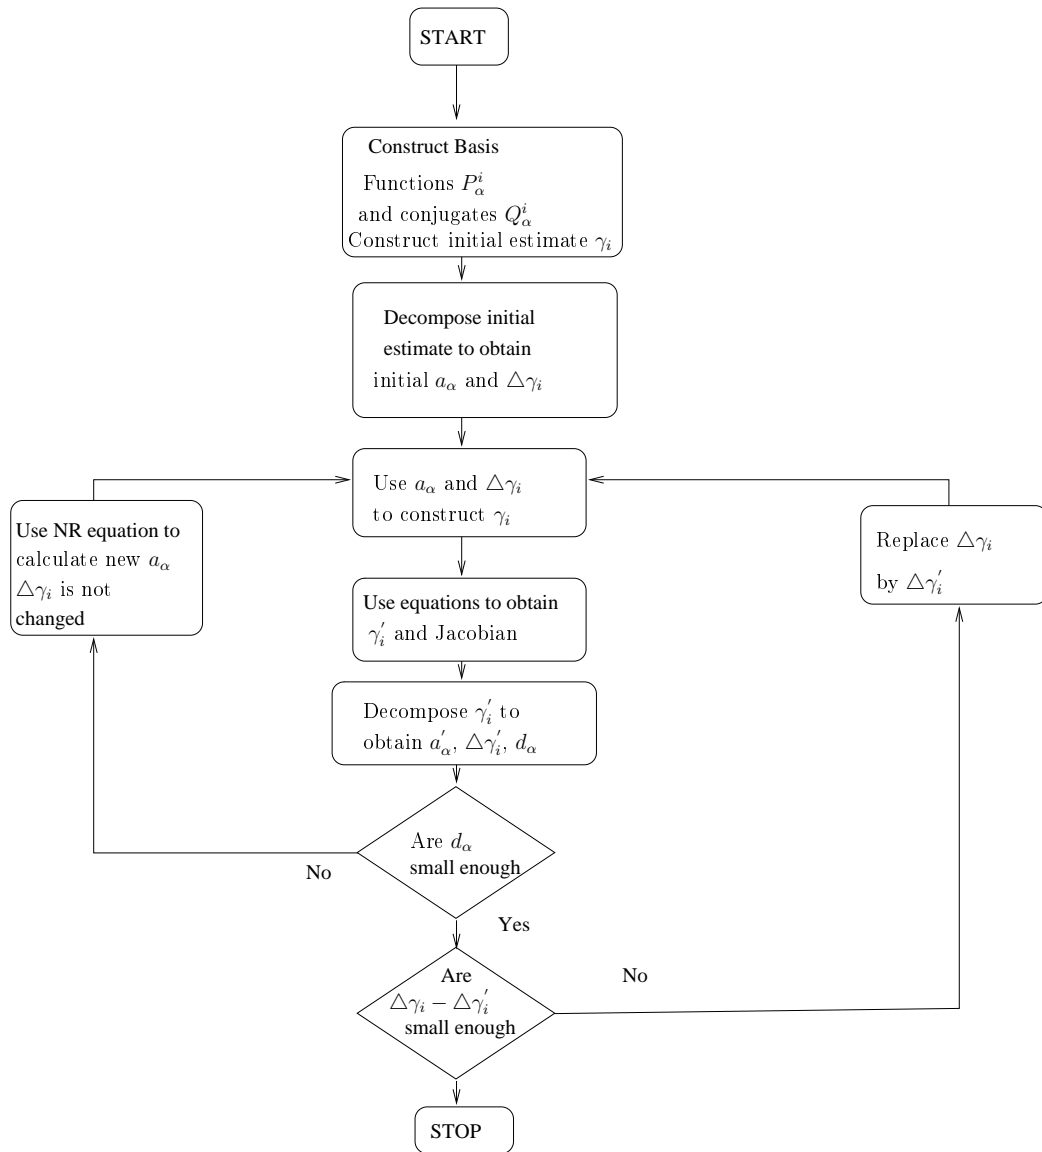 START
Construct Basis
Functions $P_{\alpha}^{i}$
and conjugates $Q_{\alpha}^{i}$
Construct initial estimate $\gamma_i$
Decompose initial
estimate to obtain
initial $a_{\alpha}$ and $\triangle\gamma_i$
Use $a_{\alpha}$ and $\triangle\gamma_i$
to construct $\gamma_i$
Use NR equation to
calculate new $a_{\alpha}$
$\triangle\gamma_i$ is not
changed
Replace $\triangle\gamma_i$
by $\triangle\gamma_i'$
Use equations to obtain
$\gamma_i'$ and Jacobian
Decompose $\gamma_i'$ to
obtain $a_{\alpha}'$, $\triangle\gamma_i'$, $d_{\alpha}$
Are $d_{\alpha}$
small enough
No
Yes
Are
$\triangle\gamma_i - \triangle\gamma_i'$
small enough
No
STOP